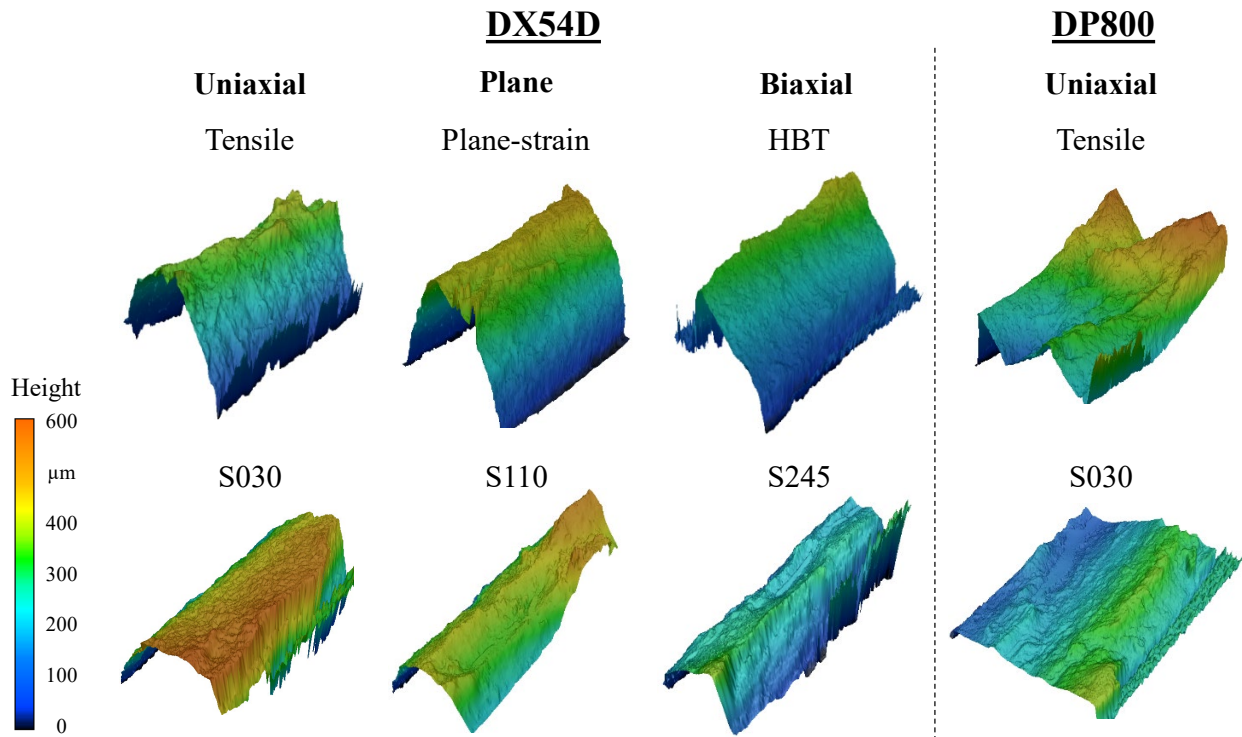 DX54D DP800
Uniaxial Plane Biaxial Uniaxial
Tensile Plane-strain HBT Tensile
Height
600
µm
400
300
200
100
0
S030 S110 S245 S030